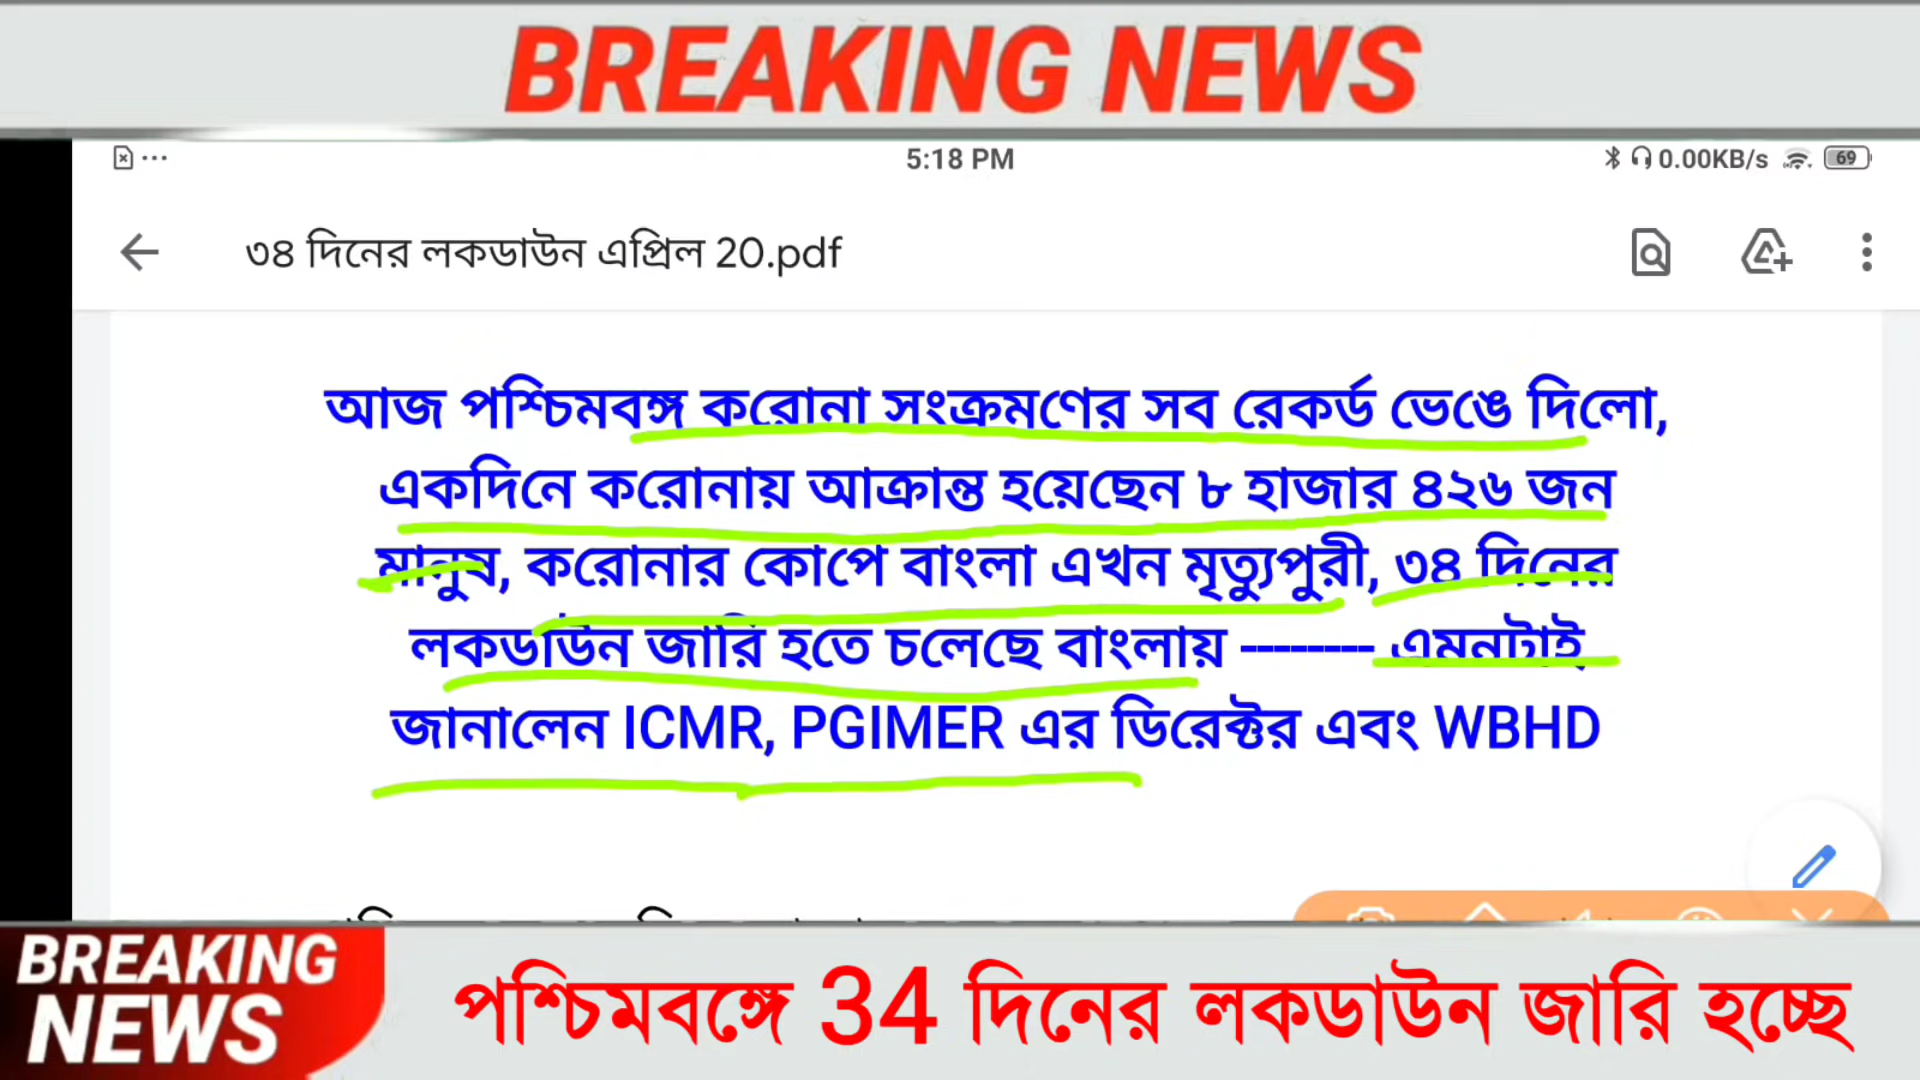 BREAKING NEWS
5:18 PM
0.00KB/s
69
৩৪ দিনের লকডাউন এপ্রিল 20.pdf
আজ পশ্চিমবঙ্গ করোনা সংক্রমণের সব রেকর্ড ভেঙে দিলো,
একদিনে করোনায় আক্রান্ত হয়েছেন ৮ হাজার ৪২৬ জন
মানুষ, করোনার কোপে বাংলা এখন মৃত্যুপুরী, ৩৪ দিনের
লকডাউন জারি হতে চলেছে বাংলায় -------- এমনটাই
জানালেন ICMR, PGIMER এর ডিরেক্টর এবং WBHD
BREAKING
NEWS
পশ্চিমবঙ্গে 34 দিনের লকডাউন জারি হচ্ছে